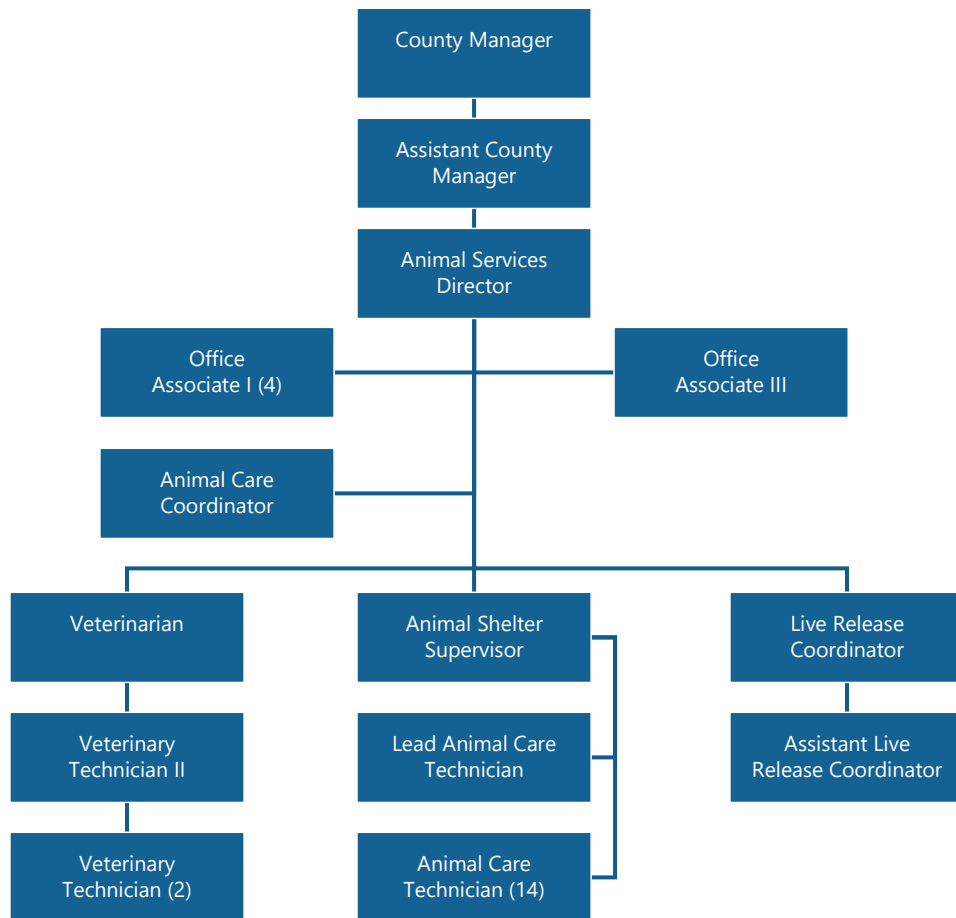 County Manager
Assistant County
Manager
Animal Services
Director
Office
Associate I (4)
Office
Associate III
Animal Care
Coordinator
Veterinarian
Animal Shelter
Supervisor
Live Release
Coordinator
Veterinary
Technician II
Lead Animal Care
Technician
Assistant Live
Release Coordinator
Veterinary
Technician (2)
Animal Care
Technician (14)